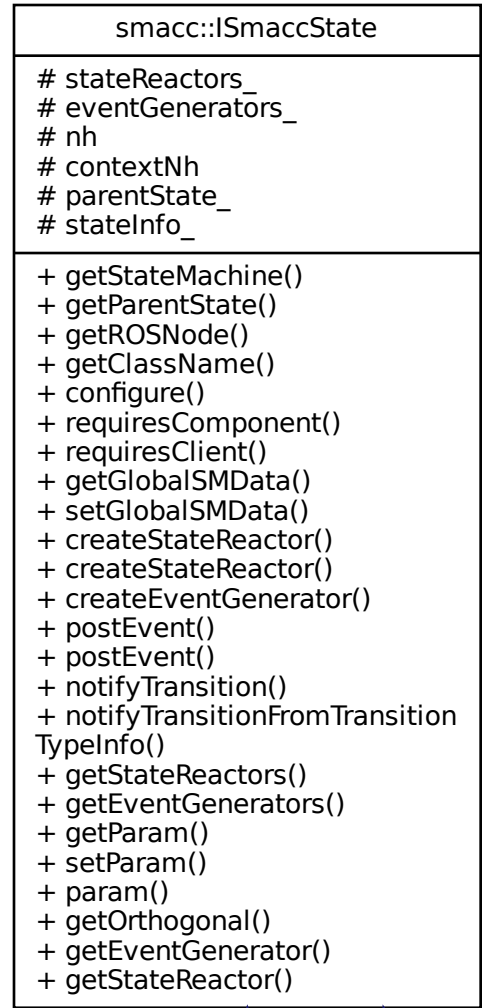 smacc::ISmaccState
# stateReactors_
# eventGenerators_
# nh
# contextNh
# parentState_
# stateInfo_
+ getStateMachine()
+ getParentState()
+ getROSNode()
+ getClassName()
+ configure()
+ requiresComponent()
+ requiresClient()
+ getGlobalSMData()
+ setGlobalSMData()
+ createStateReactor()
+ createStateReactor()
+ createEventGenerator()
+ postEvent()
+ postEvent()
+ notifyTransition()
+ notifyTransitionFromTransition
TypeInfo()
+ getStateReactors()
+ getEventGenerators()
+ getParam()
+ setParam()
+ param()
+ getOrthogonal()
+ getEventGenerator()
+ getStateReactor()